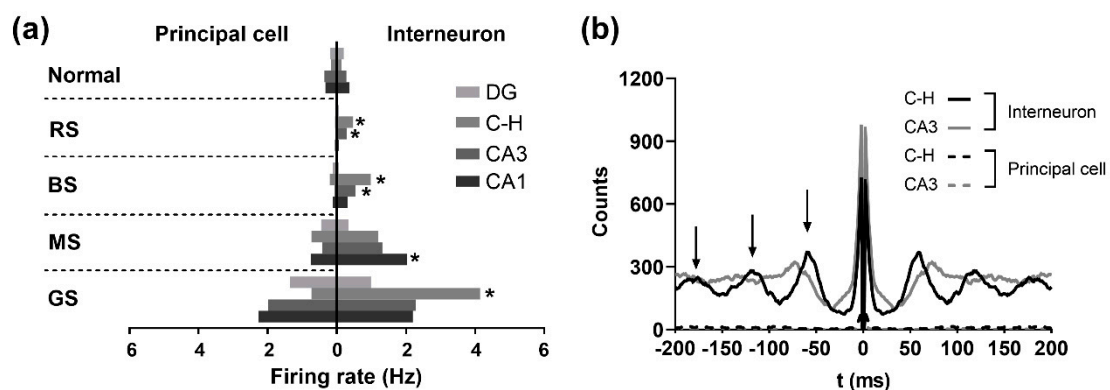 (a)
Principal cell Interneuron
Normal
RS
BS
MS
GS
* *
* *
*
*
DG
C-H
CA3
CA1
6 4 2 0 2 4 6
Firing rate (Hz)
(b)
1200
900
600
300
0
Counts
C-H
CA3
Interneuron
C-H
CA3
Principal cell
-200 -150 -100 -50 0 50 100 150 200
t (ms)